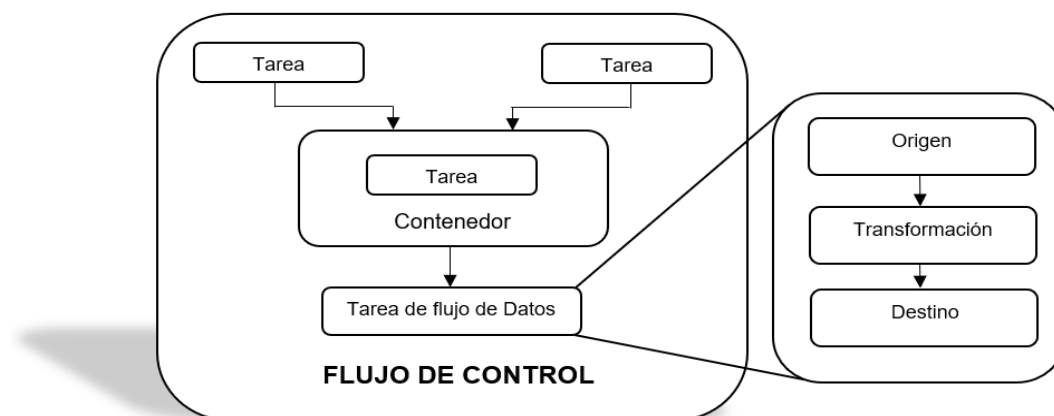 Tarea
Tarea
Tarea
Contenedor
Tarea de flujo de Datos
FLUJO DE CONTROL
Origen
Transformación
Destino